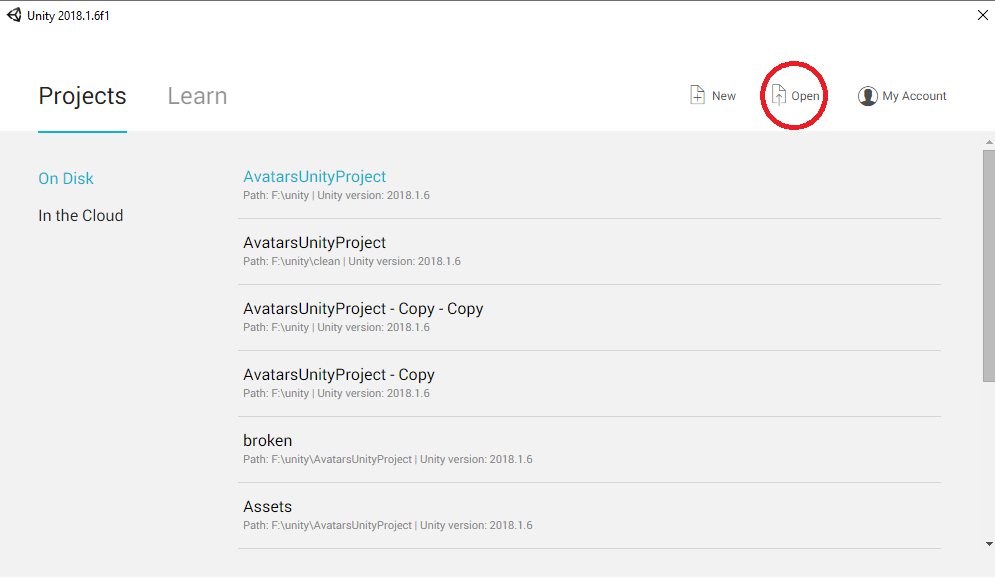 Unity 2018.1.6f1
Projects
Learn
New
Open
My Account
On Disk
In the Cloud
AvatarsUnityProject
Path: F:\unity | Unity version: 2018.1.6
AvatarsUnityProject
Path: F:\unity\clean | Unity version: 2018.1.6
AvatarsUnityProject - Copy - Copy
Path: F:\unity | Unity version: 2018.1.6
AvatarsUnityProject - Copy
Path: F:\unity | Unity version: 2018.1.6
broken
Path: F:\unity\AvatarsUnityProject | Unity version: 2018.1.6
Assets
Path: F:\unity\AvatarsUnityProject | Unity version: 2018.1.6